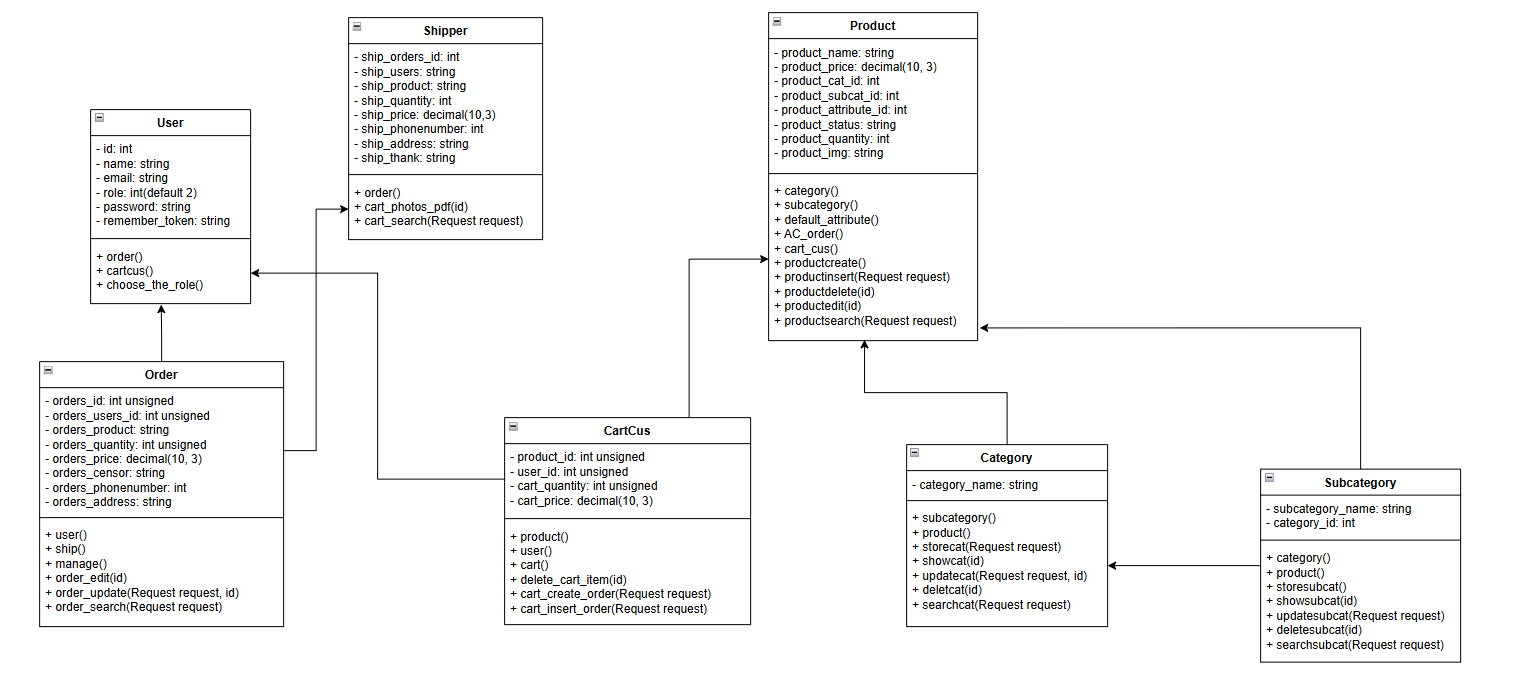 Shipper
- ship_orders_id: int
- ship_users: string
- ship_product: string
- ship_quantity: int
- ship_price: decimal(10,3)
- ship_phonenumber: int
- ship_address: string
- ship_thank: string
+ order()
+ cart_photos_pdf(id)
+ cart_search(Request request)
Product
- product_name: string
- product_price: decimal(10, 3)
- product_cat_id: int
- product_subcat_id: int
- product_attribute_id: int
- product_status: string
- product_quantity: int
- product_img: string
+ category()
+ subcategory()
+ default_attribute()
+ AC_order()
+ cart_cus()
+ productcreate()
+ productinsert(Request request)
+ productdelete(id)
+ productedit(id)
+ productsearch(Request request)
User
- id: int
- name: string
- email: string
- role: int(default 2)
- password: string
- remember_token: string
+ order()
+ cartcus()
+ choose_the_role()
Order
- orders_id: int unsigned
- orders_users_id: int unsigned
- orders_product: string
- orders_quantity: int unsigned
- orders_price: decimal(10, 3)
- orders_censor: string
- orders_phonenumber: int
- orders_address: string
+ user()
+ ship()
+ manage()
+ order_edit(id)
+ order_update(Request request, id)
+ order_search(Request request)
CartCus
- product_id: int unsigned
- user_id: int unsigned
- cart_quantity: int unsigned
- cart_price: decimal(10, 3)
+ product()
+ user()
+ cart()
+ delete_cart_item(id)
+ cart_create_order(Request request)
+ cart_insert_order(Request request)
Category
- category_name: string
+ subcategory()
+ product()
+ storecat(Request request)
+ showcat(id)
+ updatecat(Request request, id)
+ deletcat(id)
+ searchcat(Request request)
Subcategory
- subcategory_name: string
- category_id: int
+ category()
+ product()
+ storesubcat()
+ showsubcat(id)
+ updatesubcat(Request request)
+ deletesubcat(id)
+ searchsubcat(Request request)